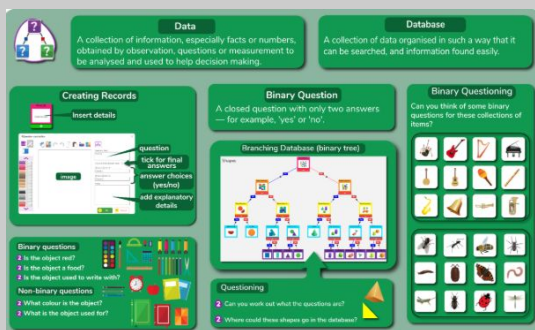 Data
A collection of information, especially facts or numbers,
obtained by observation, questions or measurement to
be analysed and used to help decision making.
Database
A collection of data organised in such a way that it
can be searched, and information found easily.
Creating Records
Insert details
question
tick for final
answers
answer choices
(yes/no)
add explanatory
details
image
Binary questions
Is the object red?
Is the object a food?
Is the object used to write with?
Non-binary questions
What colour is the object?
What is the object used for?
Binary Question
A closed question with only two answers
— for example, 'yes' or 'no'.
Branching Database (binary tree)
Shapes
Questioning
Can you work out what the questions are?
Where could these shapes go in the database?
Binary Questioning
Can you think of some binary
questions for these collections of
items?